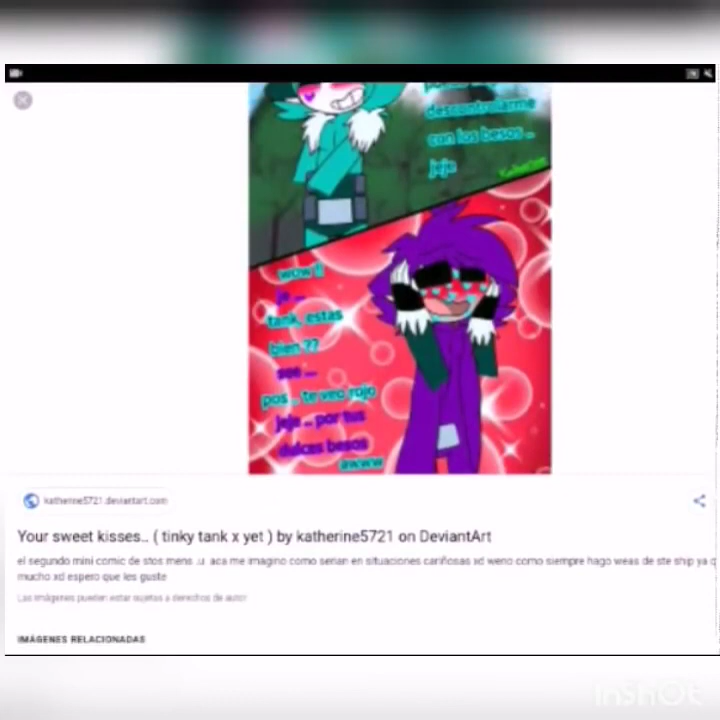 descontrolarme
con los besos ...
jeje
wow !!
je ...
tank, estas
bien ??
see ...
pos .. te veo rojo
jeje .. por tus
dulces besos
awww
katherine5721.deviantart.com
Your sweet kisses.. ( tinky tank x yet ) by katherine5721 on DeviantArt
el segundo mini comic de stos mens .u. aca me imagino como serian en situaciones cariñosas xd weno como siempre hago weas de ste ship ya q
mucho xd espero que les guste
Las imágenes pueden estar sujetas a derechos de autor
IMÁGENES RELACIONADAS
InShOt